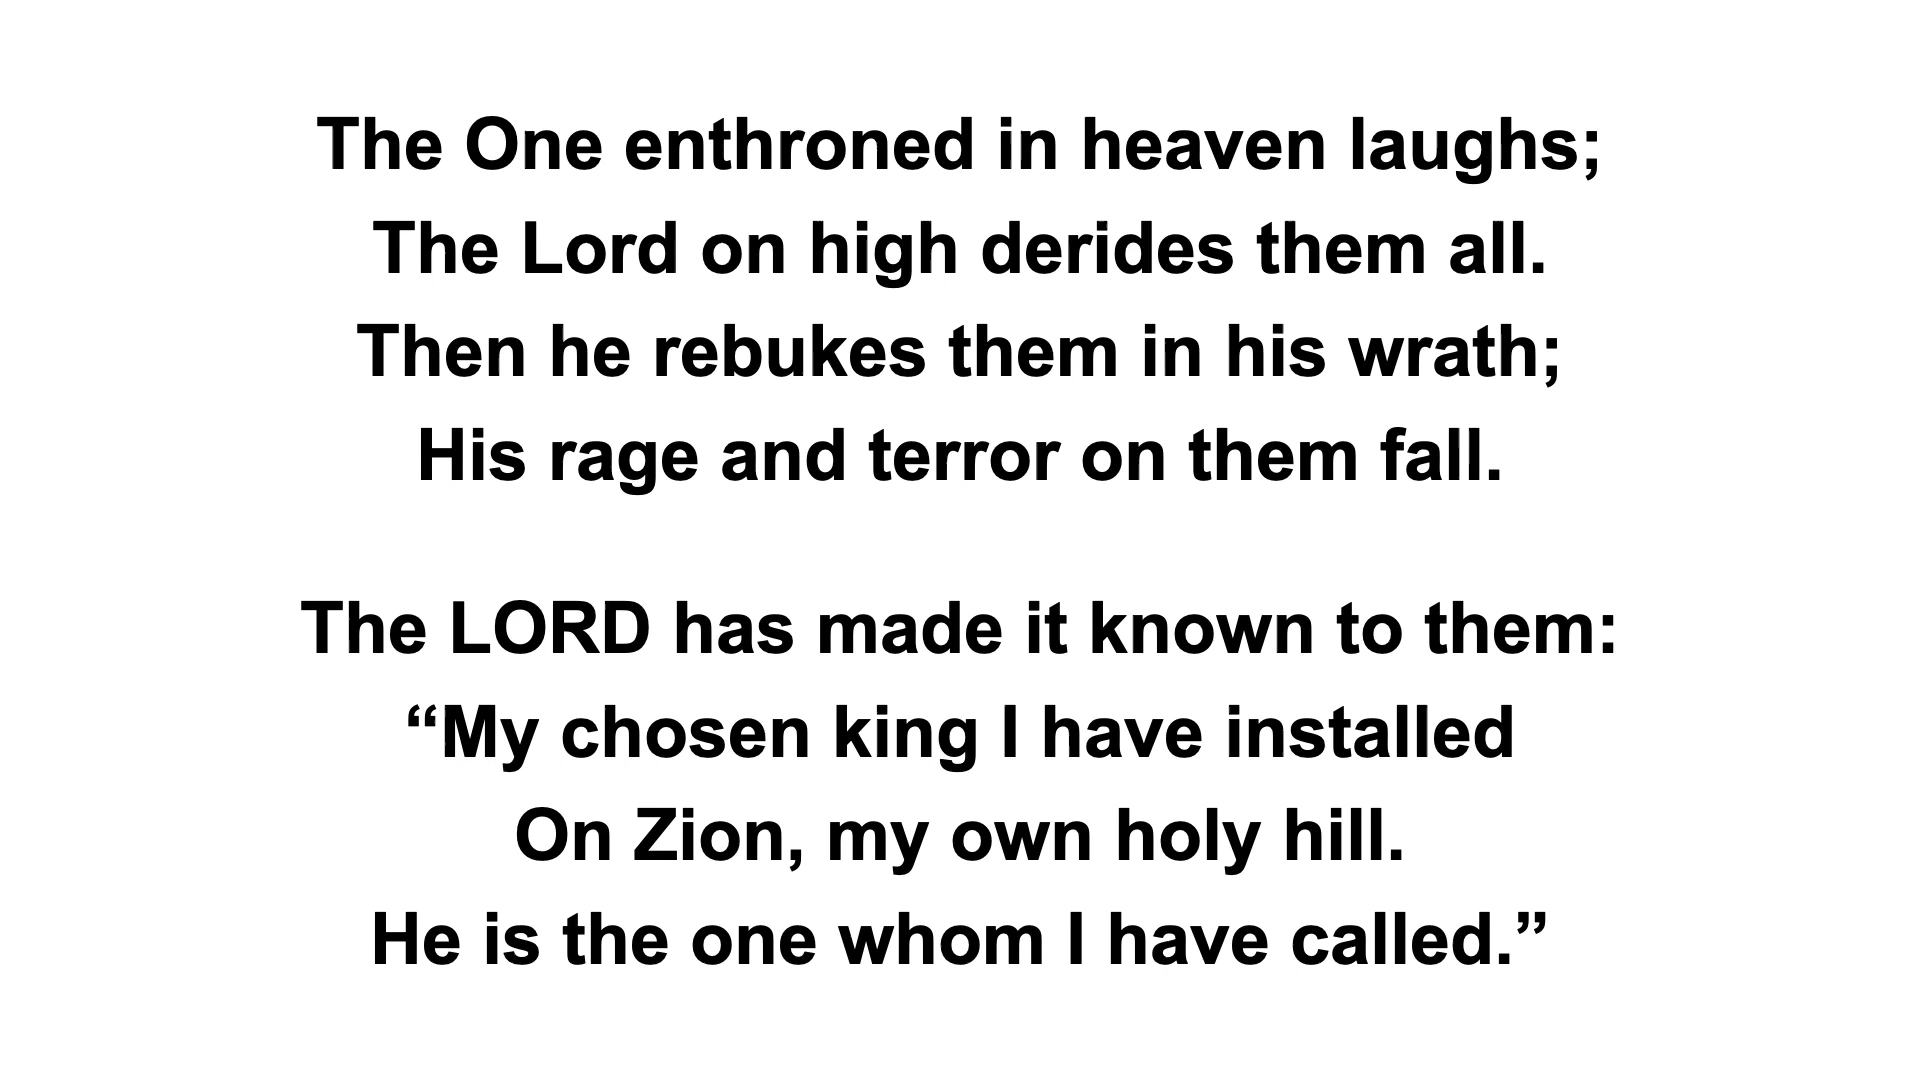 The One enthroned in heaven laughs;
The Lord on high derides them all.
Then he rebukes them in his wrath;
His rage and terror on them fall.
The LORD has made it known to them:
“My chosen king I have installed
On Zion, my own holy hill.
He is the one whom I have called.”